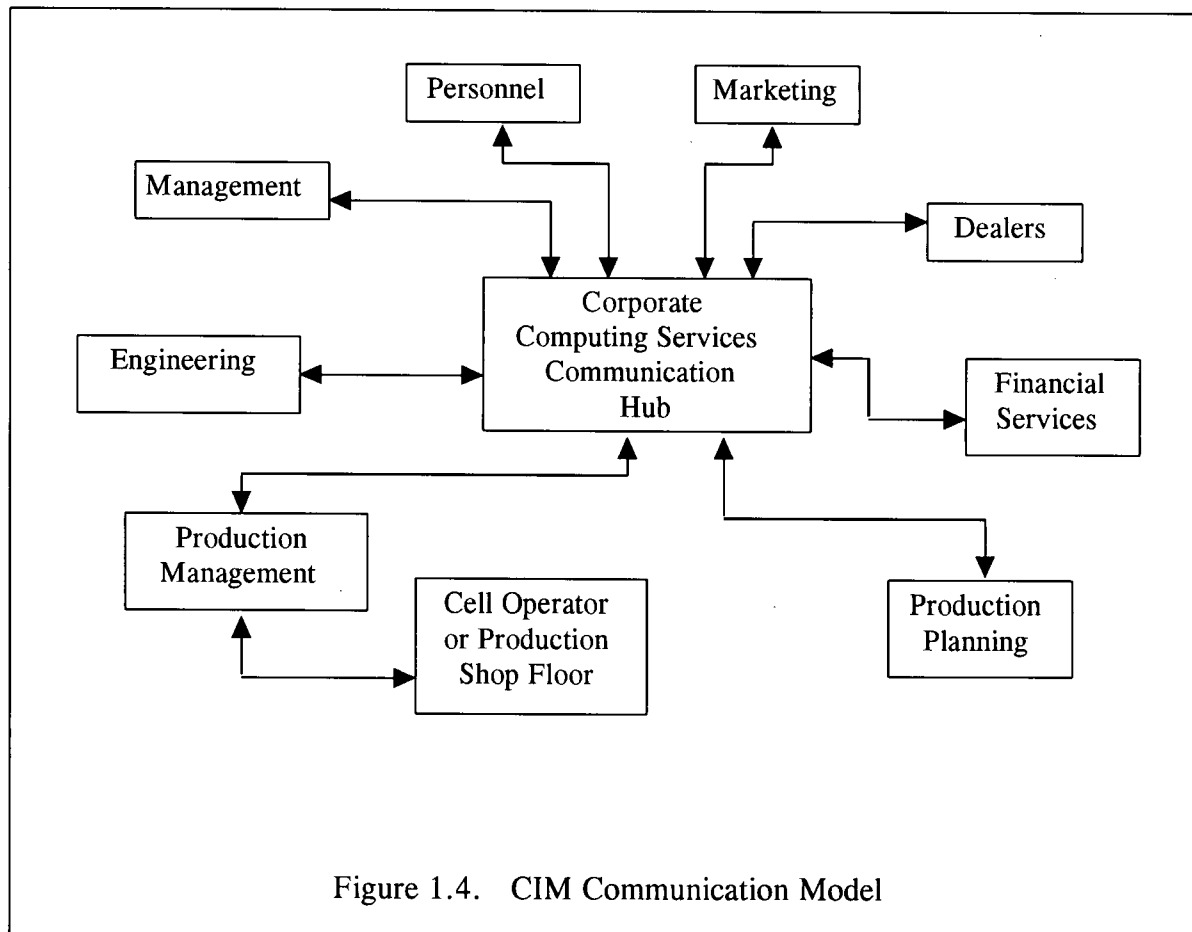 Personnel
Marketing
Management
Dealers
Corporate
Computing Services
Communication
Hub
Engineering
Financial
Services
Production
Management
Cell Operator
or Production
Shop Floor
Production
Planning
Figure 1.4. CIM Communication Model